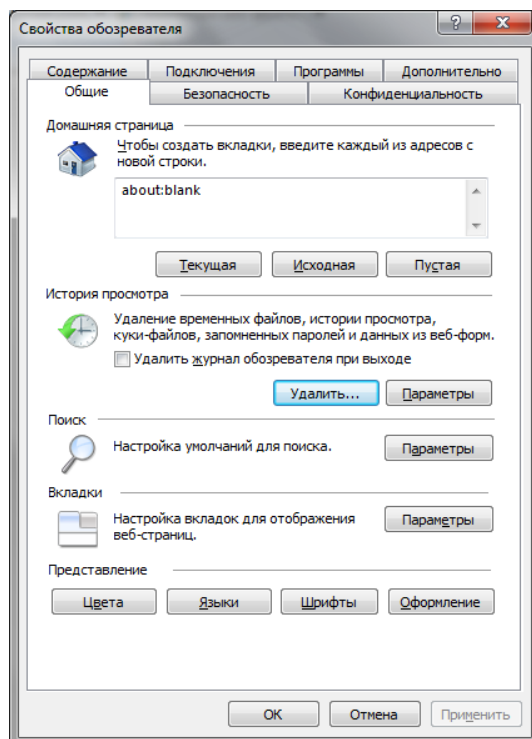 Свойства обозревателя
Содержание Подключения Программы Дополнительно
Общие Безопасность Конфиденциальность
Домашняя страница
Чтобы создать вкладки, введите каждый из адресов с
новой строки.
about:blank
Текущая Исходная Пустая
История просмотра
Удаление временных файлов, истории просмотра,
куки-файлов, запомненных паролей и данных из веб-форм.
Удалить журнал обозревателя при выходе
Удалить... Параметры
Поиск
Настройка умолчаний для поиска. Параметры
Вкладки
Настройка вкладок для отображения
веб-страниц. Параметры
Представление
Цвета Языки Шрифты Оформление
ОК Отмена Применить